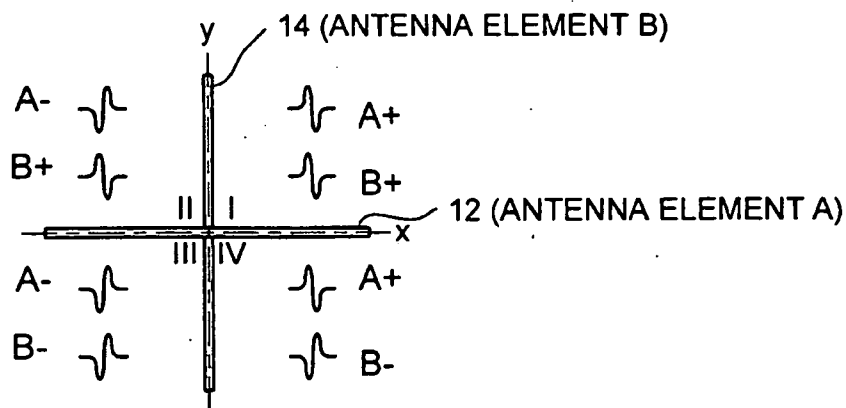 y
14 (ANTENNA ELEMENT B)
A-
A+
B+
B+
II I
12 (ANTENNA ELEMENT A)
x
III IV
A-
A+
B-
B-